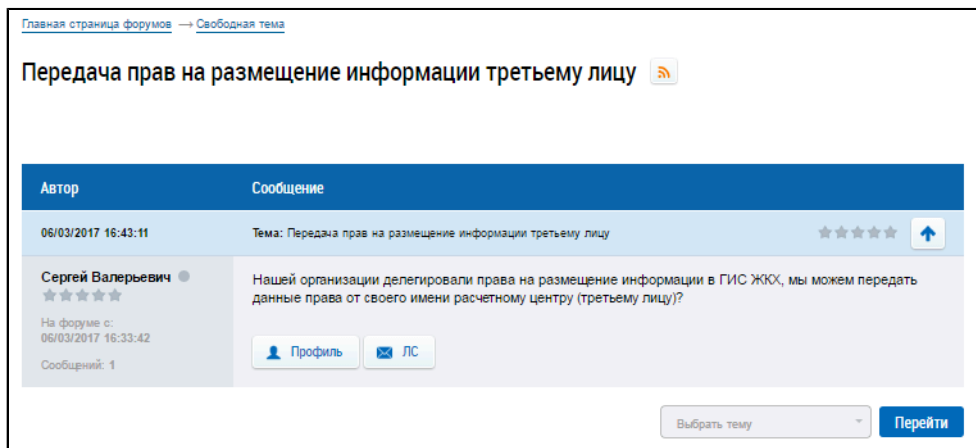 Главная страница форумов → Свободная тема
Передача прав на размещение информации третьему лицу
Автор Сообщение
06/03/2017 16:43:11 Тема: Передача прав на размещение информации третьему лицу
Сергей Валерьевич
Нашей организации делегировали права на размещение информации в ГИС ЖКХ, мы можем передать
данные права от своего имени расчетному центру (третьему лицу)?
На форуме с:
06/03/2017 16:33:42
Сообщений: 1
Профиль ЛС
Выбрать тему Перейти